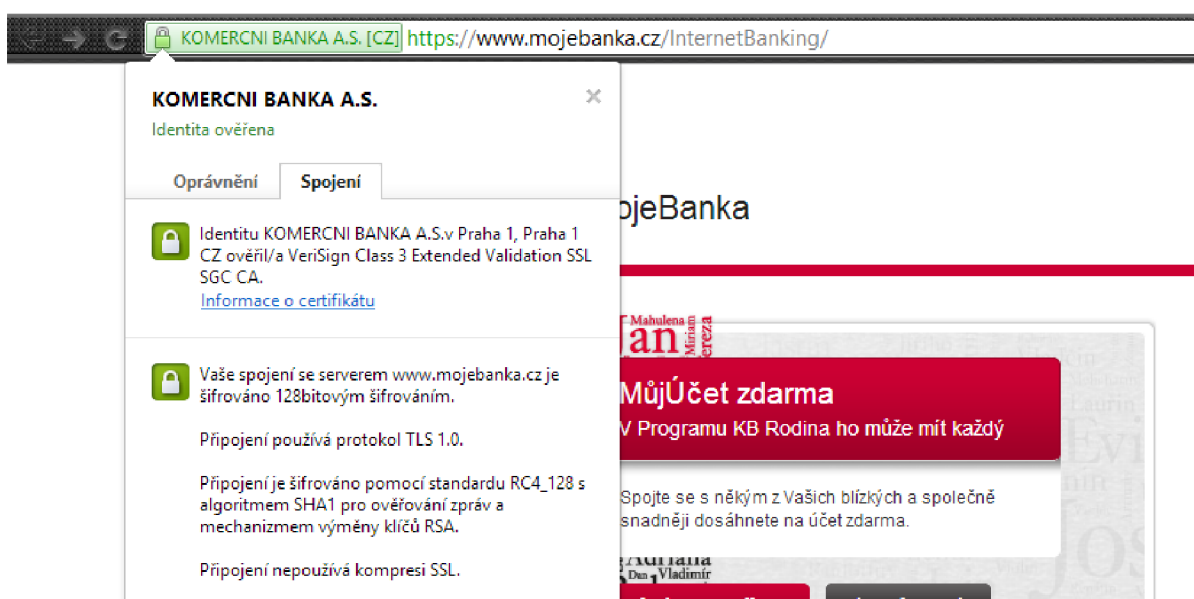 KOMERCNI BANKA A.S. [CZ] https://www.mojebanka.cz/InternetBanking/
KOMERCNI BANKA A.S.
Identita ověřena
Oprávnění Spojení
Identitu KOMERCNI BANKA A.S.v Praha 1, Praha 1
CZ ověřil/a VeriSign Class 3 Extended Validation SSL
SGC CA.
Informace o certifikátu
Vaše spojení se serverem www.mojebanka.cz je
šifrováno 128bitovým šifrováním.
Připojení používá protokol TLS 1.0.
Připojení je šifrováno pomocí standardu RC4_128 s
algoritmem SHA1 pro ověřování zpráv a
mechanizmem výměny klíčů RSA.
Připojení nepoužívá kompresi SSL.
ojeBanka
Mahulena
Jan
Miriam
ereza
MůjÚčet zdarma
V Programu KB Rodina ho může mít každý
Spojte se s někým z Vašich blízkých a společně
snadněji dosáhnete na účet zdarma.
Adriana
Dan Vladimír